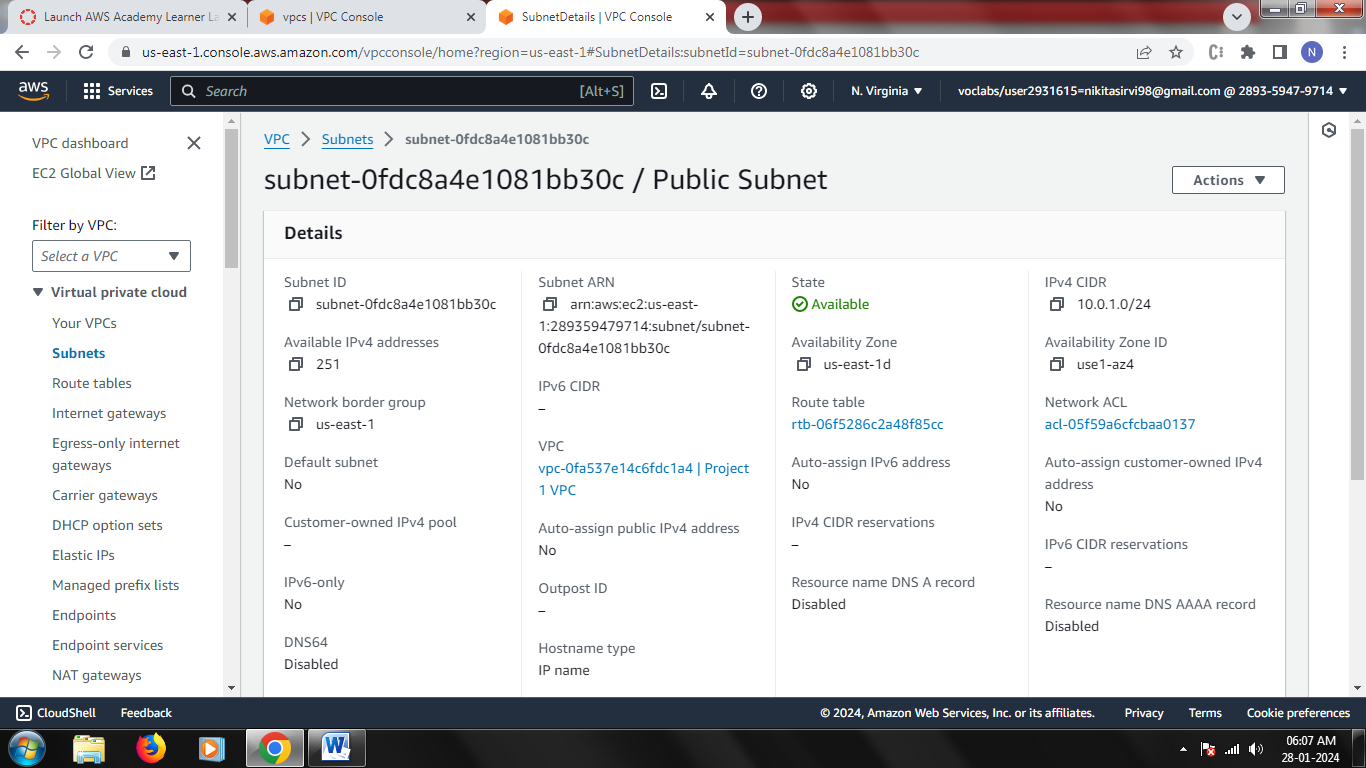 Launch AWS Academy Learner La
vpcs | VPC Console
SubnetDetails | VPC Console
us-east-1.console.aws.amazon.com/vpcconsole/home?region=us-east-1#SubnetDetails:subnetId=subnet-0fdc8a4e1081bb30c
N
aws
Services
Search
[Alt+S]
N. Virginia
voclabs/user2931615=nikitasirvi98@gmail.com @ 2893-5947-9714
VPC dashboard
EC2 Global View
Filter by VPC:
Select a VPC
Virtual private cloud
Your VPCs
Subnets
Route tables
Internet gateways
Egress-only internet
gateways
Carrier gateways
DHCP option sets
Elastic IPs
Managed prefix lists
Endpoints
Endpoint services
NAT gateways
VPC
Subnets
subnet-0fdc8a4e1081bb30c
subnet-0fdc8a4e1081bb30c / Public Subnet
Actions
Details
Subnet ID
subnet-0fdc8a4e1081bb30c
Available IPv4 addresses
251
Network border group
us-east-1
Default subnet
No
Customer-owned IPv4 pool
–
IPv6-only
No
DNS64
Disabled
Subnet ARN
arn:aws:ec2:us-east-
1:289359479714:subnet/subnet-
0fdc8a4e1081bb30c
IPv6 CIDR
–
VPC
vpc-0fa537e14c6fdc1a4 | Project
1 VPC
Auto-assign public IPv4 address
No
Outpost ID
–
Hostname type
IP name
State
Available
Availability Zone
us-east-1d
Route table
rtb-06f5286c2a48f85cc
Auto-assign IPv6 address
No
IPv4 CIDR reservations
–
Resource name DNS A record
Disabled
IPv4 CIDR
10.0.1.0/24
Availability Zone ID
use1-az4
Network ACL
acl-05f59a6cfcbaa0137
Auto-assign customer-owned IPv4
address
No
IPv6 CIDR reservations
–
Resource name DNS AAAA record
Disabled
CloudShell
Feedback
© 2024, Amazon Web Services, Inc. or its affiliates.
Privacy
Terms
Cookie preferences
06:07 AM
28-01-2024